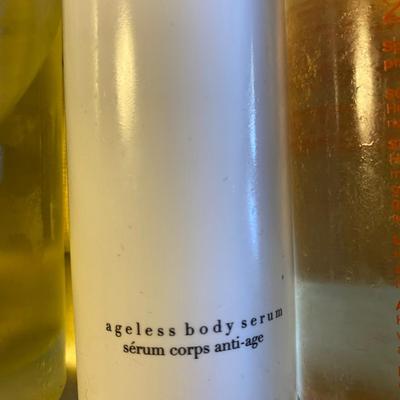 ageless body serum
sérum corps anti-age